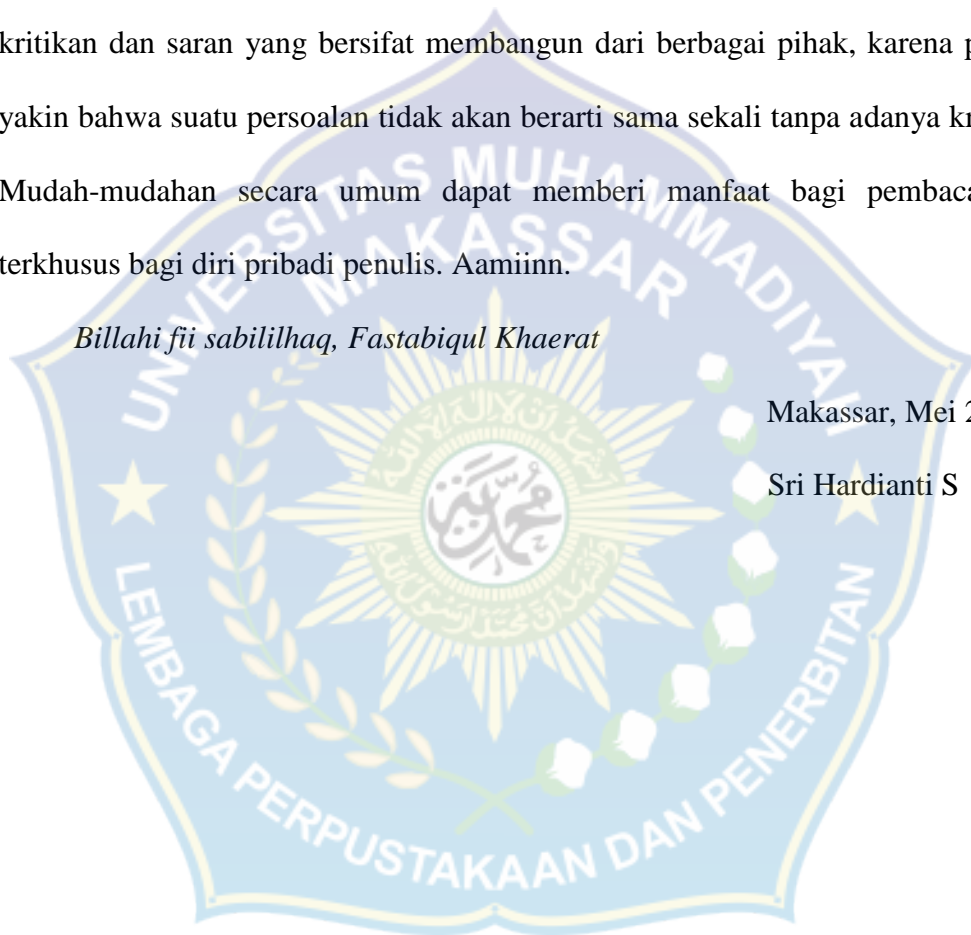 kritikan dan saran yang bersifat membangun dari berbagai pihak, karena
yakin bahwa suatu persoalan tidak akan berarti sama sekali tanpa adanya
Mudah-mudahan secara umum dapat memberi manfaat bagi pembaca
terkhusus bagi diri pribadi penulis. Aamiinn.
Billahi fii sabililhaq, Fastabiqul Khaerat
Makassar, Mei
Sri Hardianti S
UNIVERSITAS MUHAMMADIYAH
MAKASSAR
LEMBAGA PERPUSTAKAAN DAN PENERBITAN